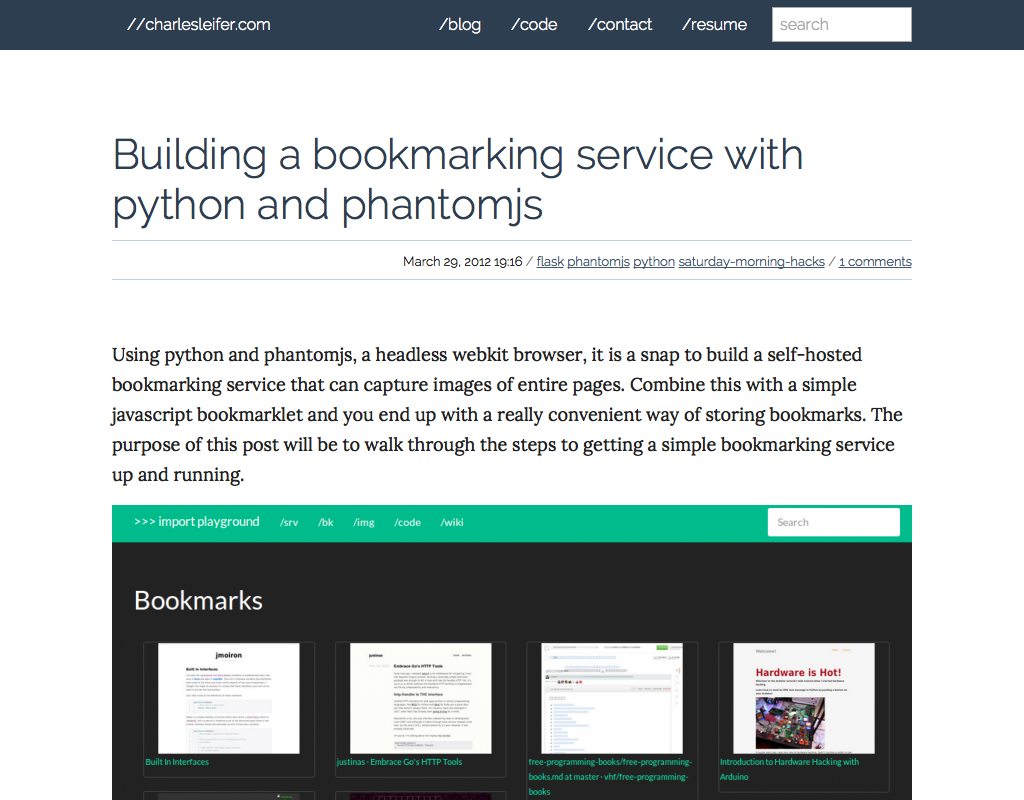 //charlesleifer.com /blog /code /contact /resume search
Building a bookmarking service with
python and phantomjs
March 29, 2012 19:16 / flask phantomjs python saturday-morning-hacks / 1 comments
Using python and phantomjs, a headless webkit browser, it is a snap to build a self-hosted
bookmarking service that can capture images of entire pages. Combine this with a simple
javascript bookmarklet and you end up with a really convenient way of storing bookmarks. The
purpose of this post will be to walk through the steps to getting a simple bookmarking service
up and running.
>>> import playground /srv /bk /img /code /wiki Search
Bookmarks
jmoiron
Built In Interfaces
justinas
Embrace Go's HTTP Tools
Welcome!
Hardware is Hot!
Built In Interfaces
justinas · Embrace Go's HTTP Tools
free-programming-books/free-programming-
books.md at master · vhf/free-programming-
books
Introduction to Hardware Hacking with
Arduino